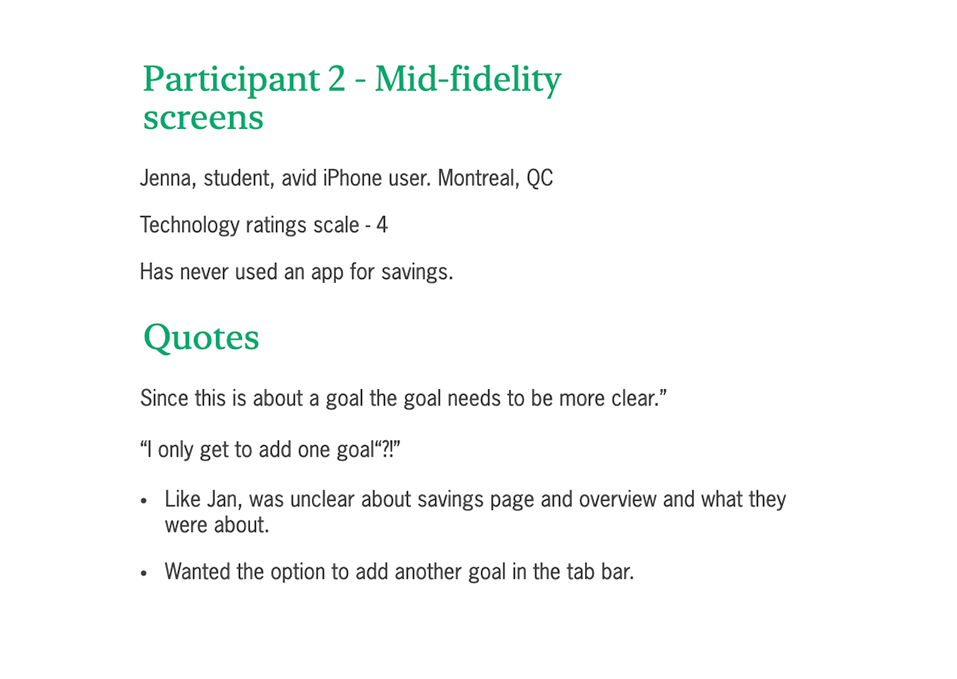 Participant 2 - Mid-fidelity
screens
Jenna, student, avid iPhone user. Montreal, QC
Technology ratings scale - 4
Has never used an app for savings.
Quotes
Since this is about a goal the goal needs to be more clear.”
“I only get to add one goal“?!”
• Like Jan, was unclear about savings page and overview and what they
were about.
• Wanted the option to add another goal in the tab bar.